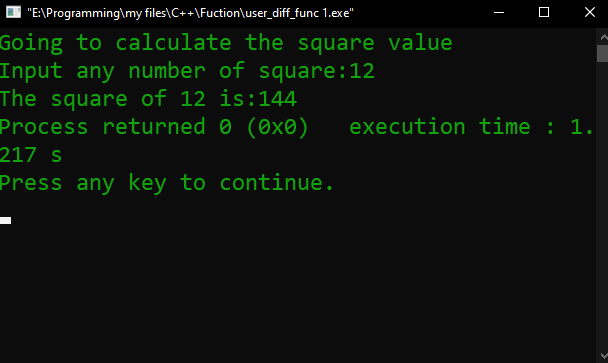 "E:\Programming\my files\C++\Fuction\user_diff_func 1.exe"
Going to calculate the square value
Input any number of square:12
The square of 12 is:144
Process returned 0 (0x0)   execution time : 1.
217 s
Press any key to continue.